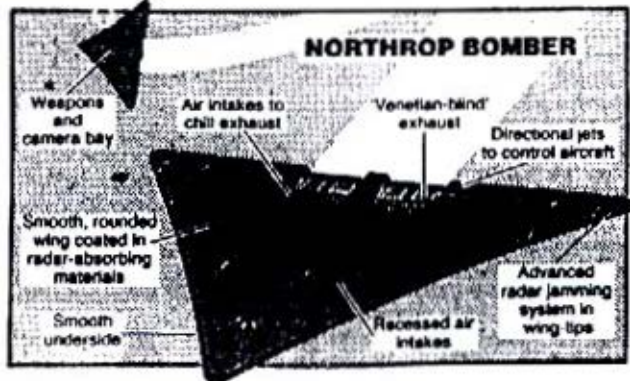 NORTHROP BOMBER
Weapons
and
camera bay
Air intakes to
chill exhaust
'Venetian-blind'
exhaust
Directional jets
to control aircraft
Smooth, rounded
wing coated in
radar-absorbing
materials
Smooth
underside
Recessed air
intakes
Advanced
radar jamming
system in
wing-tips